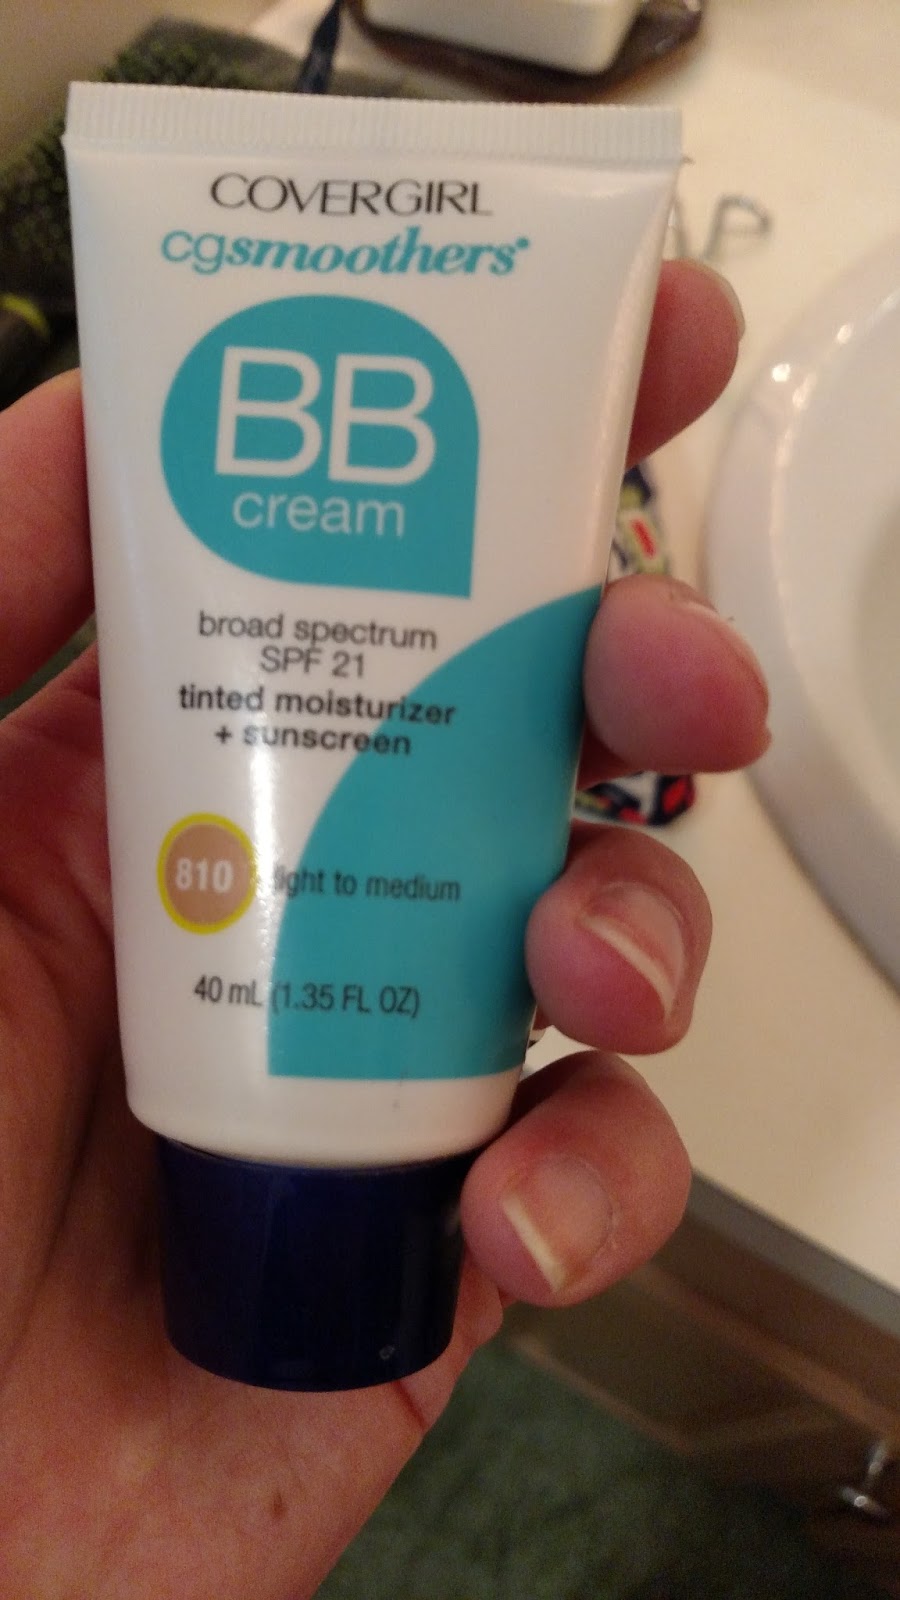 COVERGIRL
cgsmoothers®
BB
cream
broad spectrum
SPF 21
tinted moisturizer
+ sunscreen
810 light to medium
40 mL (1.35 FL OZ)